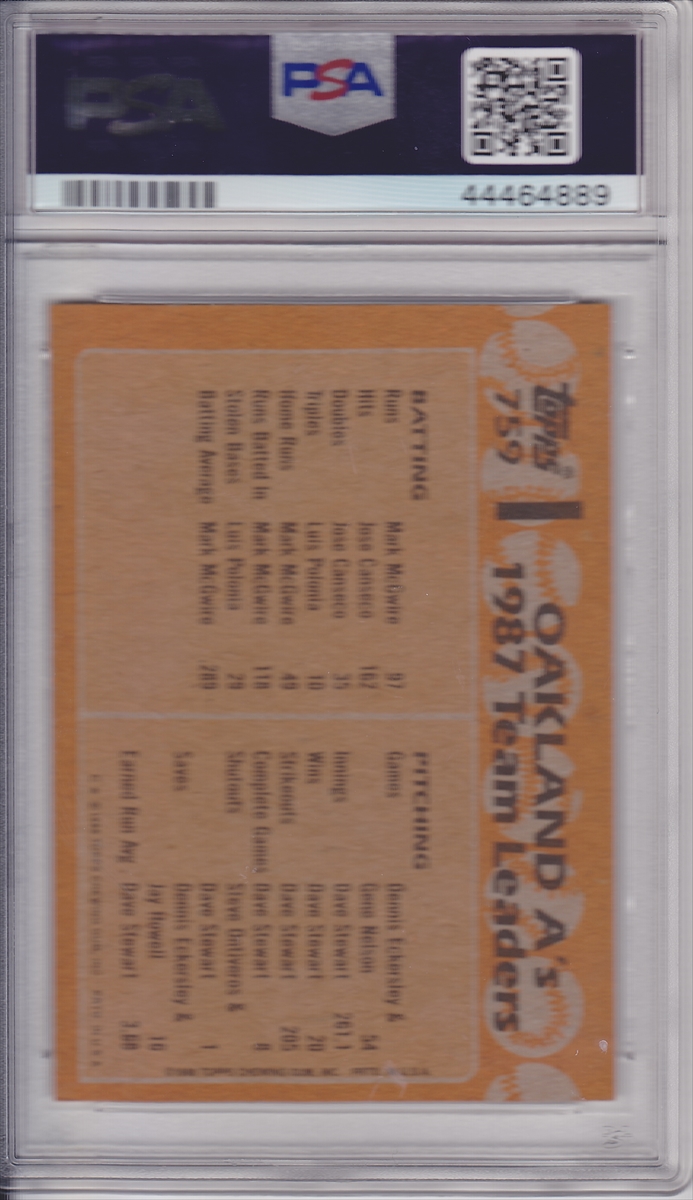 PSA
PSA
44464889
topps®
759
OAKLAND A's
1987 Team Leaders
BATTING
Runs Mark McGwire 97
Hits Jose Canseco 162
Doubles Jose Canseco 35
Triples Luis Polonia 10
Home Runs Mark McGwire 49
Runs Batted In Mark McGwire 118
Stolen Bases Luis Polonia 29
Batting Average Mark McGwire 289
PITCHING
Games Dennis Eckersley &
Gene Nelson 54
Innings Dave Stewart 261.1
Wins Dave Stewart 20
Strikeouts Dave Stewart 205
Complete Games Dave Stewart 8
Shutouts Steve Ontiveros &
Dave Stewart 1
Saves Dennis Eckersley &
Jay Howell 16
Earned Run Avg. Dave Stewart 3.68